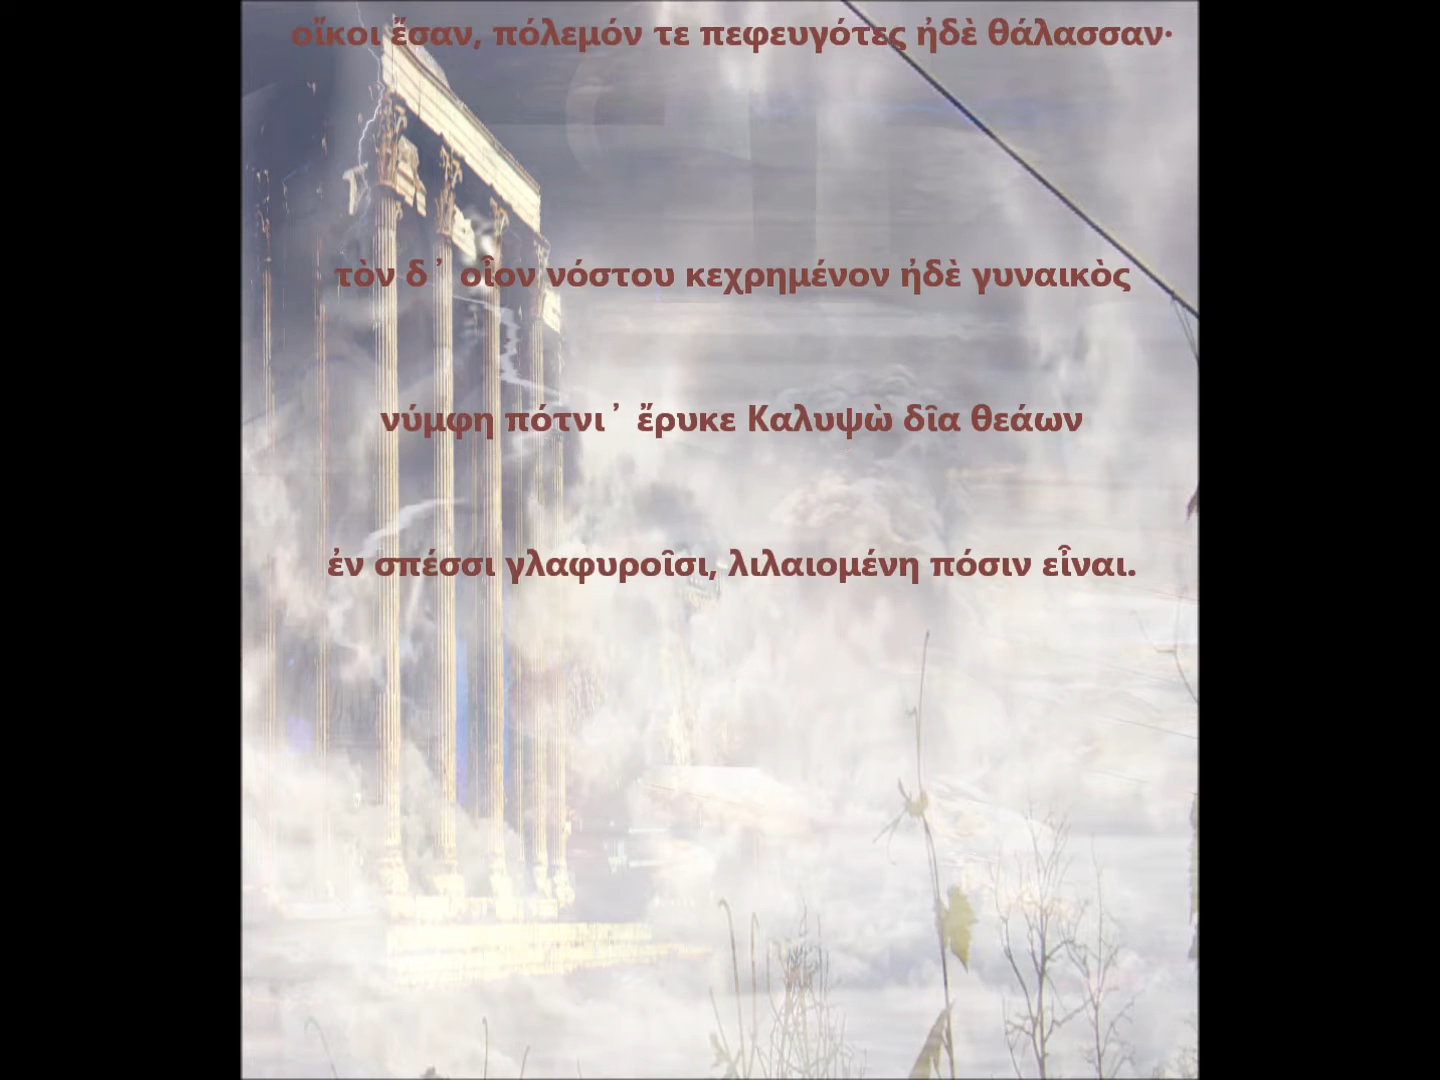 οἴκοι ἔσαν, πόλεμόν τε πεφευγότες ἠδὲ θάλασσαν·
τὸν δ᾽ οἶον νόστου κεχρημένον ἠδὲ γυναικὸς
νύμφη πότνι᾽ ἔρυκε Καλυψὼ δῖα θεάων
ἐν σπέσσι γλαφυροῖσι, λιλαιομένη πόσιν εἶναι.